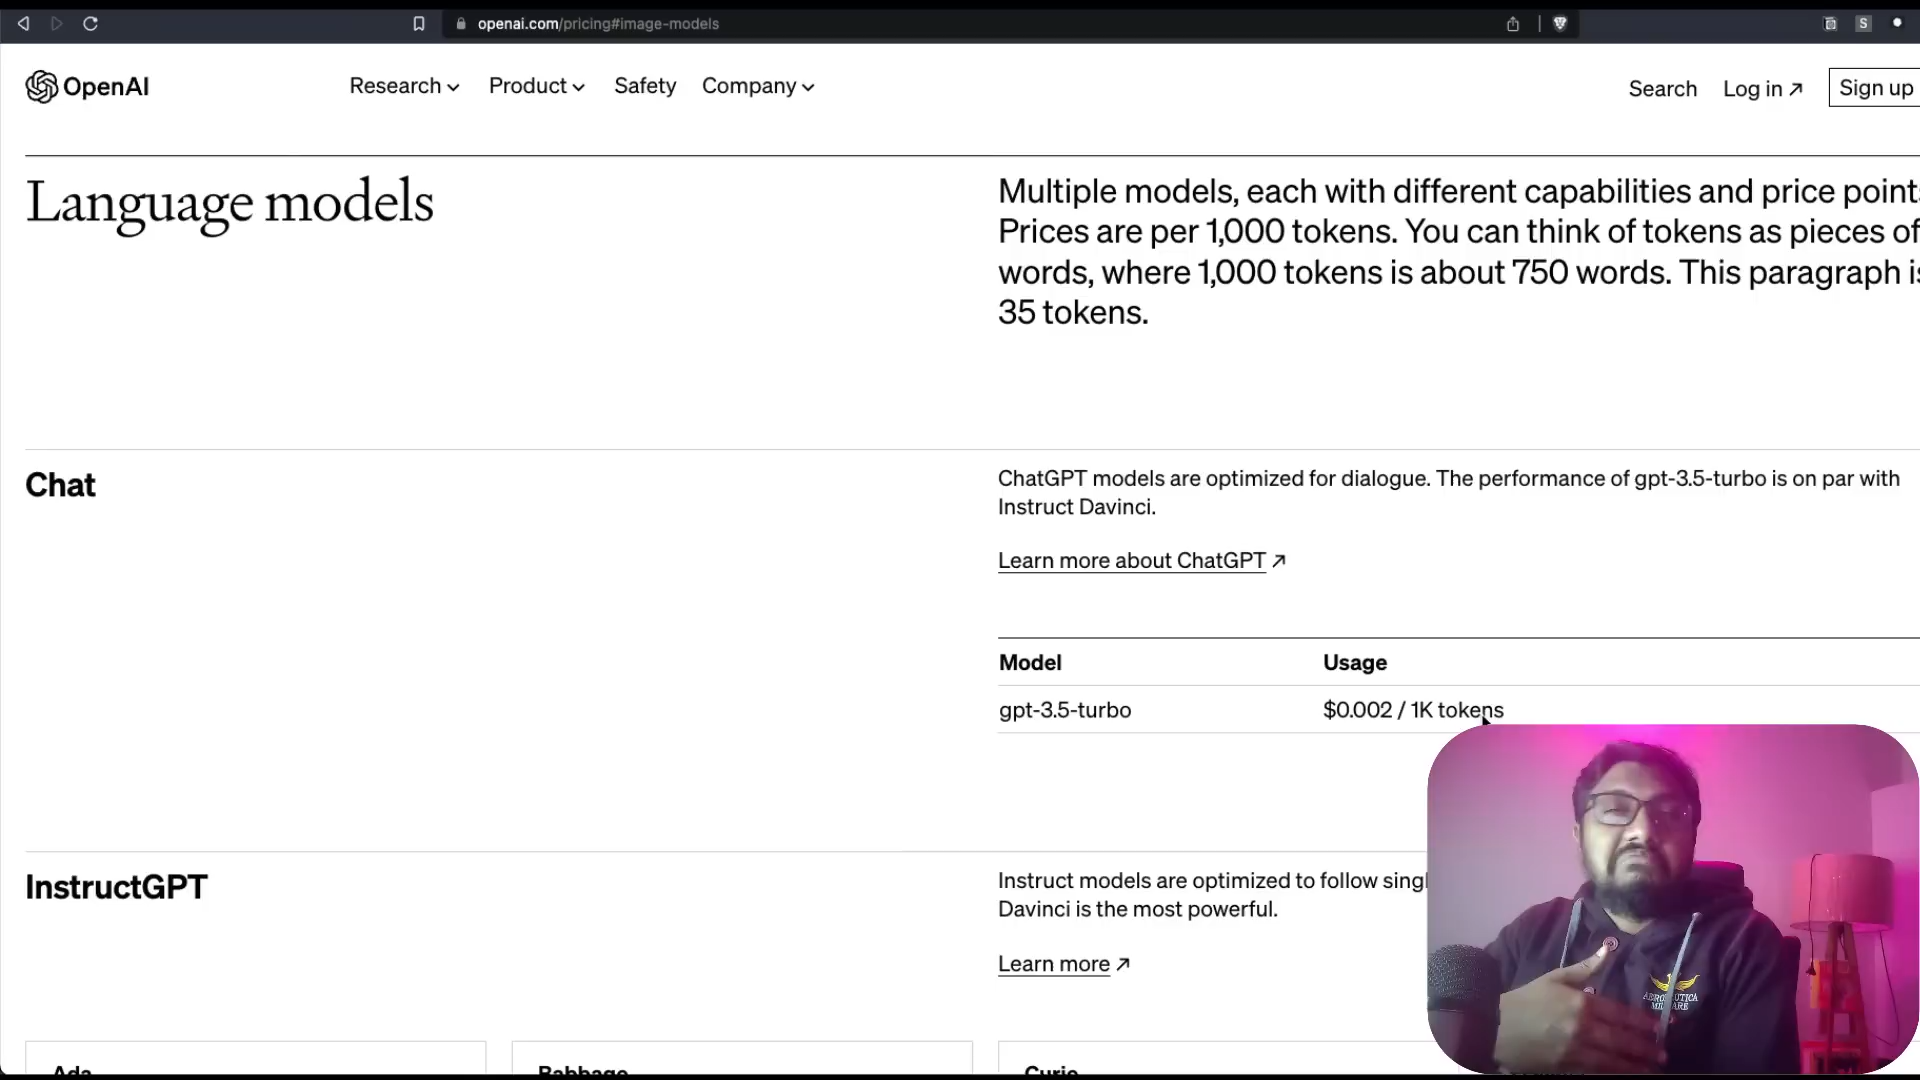 openai.com/pricing#image-models
S
OpenAI
Research
Product
Safety
Company
Search
Log in ↗
Sign up
Language models
Multiple models, each with different capabilities and price point
Prices are per 1,000 tokens. You can think of tokens as pieces of
words, where 1,000 tokens is about 750 words. This paragraph is
35 tokens.
Chat
ChatGPT models are optimized for dialogue. The performance of gpt-3.5-turbo is on par with
Instruct Davinci.
Learn more about ChatGPT ↗
Model Usage
gpt-3.5-turbo $0.002 / 1K tokens
InstructGPT
Instruct models are optimized to follow singl
Davinci is the most powerful.
Learn more ↗
Ada
Babbage
Curie